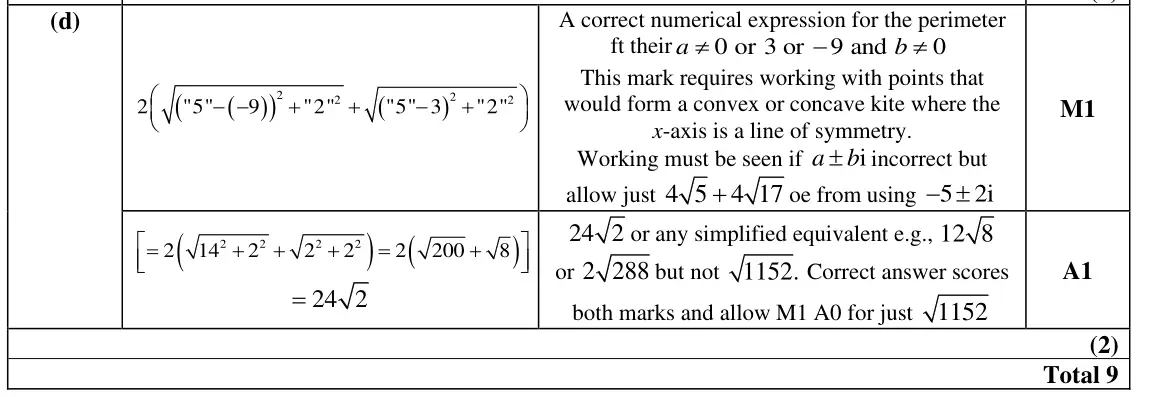 (d)
2(√(("5"−(−9))² + "2"²) + √(("5"−3)² + "2"²))
A correct numerical expression for the perimeter
ft their a ≠ 0 or 3 or −9 and b ≠ 0
This mark requires working with points that
would form a convex or concave kite where the
x-axis is a line of symmetry.
Working must be seen if a ± bi incorrect but
allow just 4√5 + 4√17 oe from using −5 ± 2i
M1
[= 2(√(14² + 2²) + √(2² + 2²)) = 2(√200 + √8)]
= 24√2
24√2 or any simplified equivalent e.g., 12√8
or 2√288 but not √1152. Correct answer scores
both marks and allow M1 A0 for just √1152
A1
(2)
Total 9